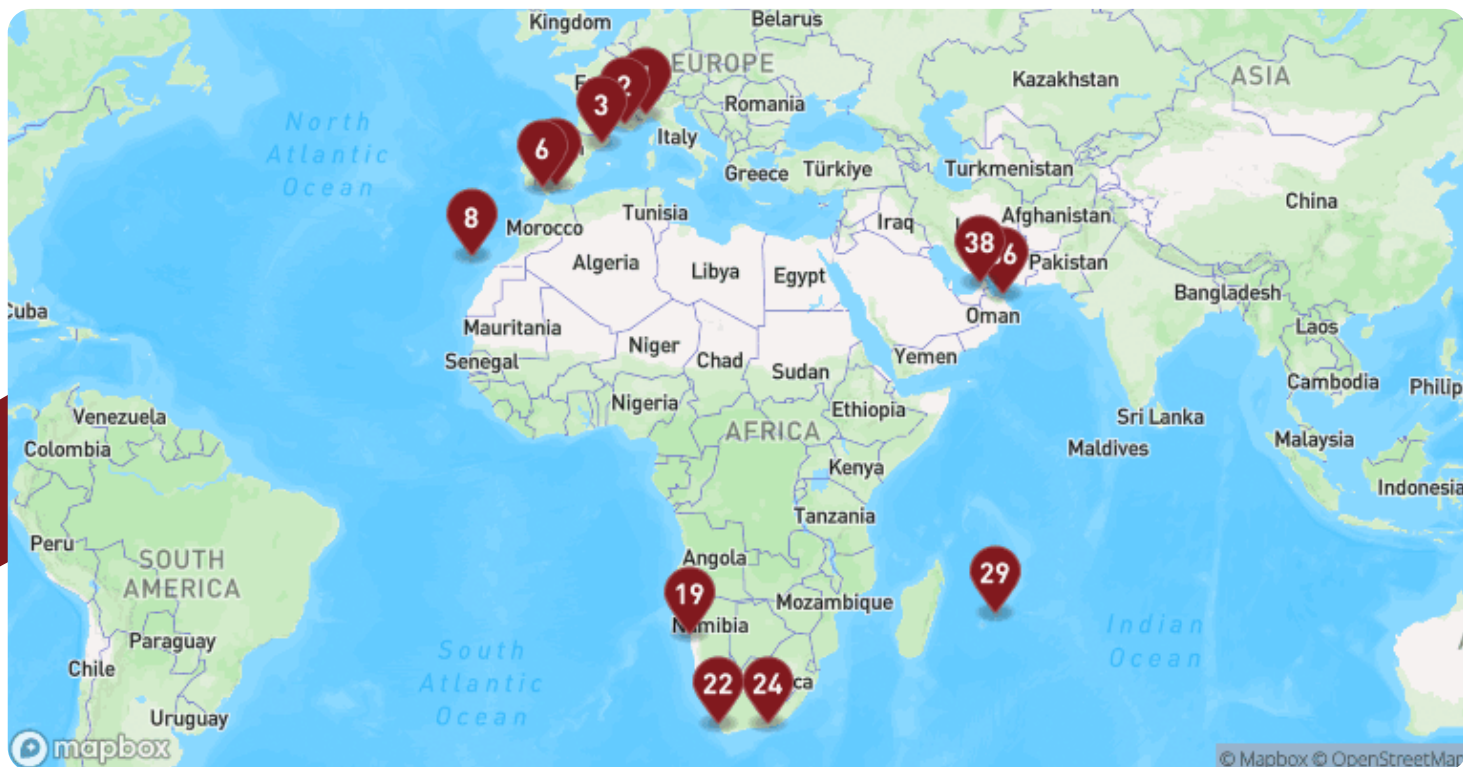 Kingdom
Belarus
EUROPE
Kazakhstan
ASIA
2
3
Romania
North
Atlantic
Ocean
Italy
6
Türkiye
Turkmenistan
Greece
China
8
Tunisia
Morocco
Iraq
Afghanistan
38
Algeria
Libya
Egypt
Pakistan
Bangladesh
Cuba
Oman
Laos
Mauritania
Niger
Chad
Yemen
Senegal
Sudan
Cambodia
Philip
Nigeria
Ethiopia
Venezuela
Sri Lanka
AFRICA
Colombia
Maldives
Malaysia
Kenya
Indonesia
Tanzania
Peru
Angola
SOUTH
AMERICA
29
19
Mozambique
Namibia
Indian
Ocean
Paraguay
South
Atlantic
Ocean
Chile
22
24
ca
Uruguay
mapbox
© Mapbox © OpenStreetMap